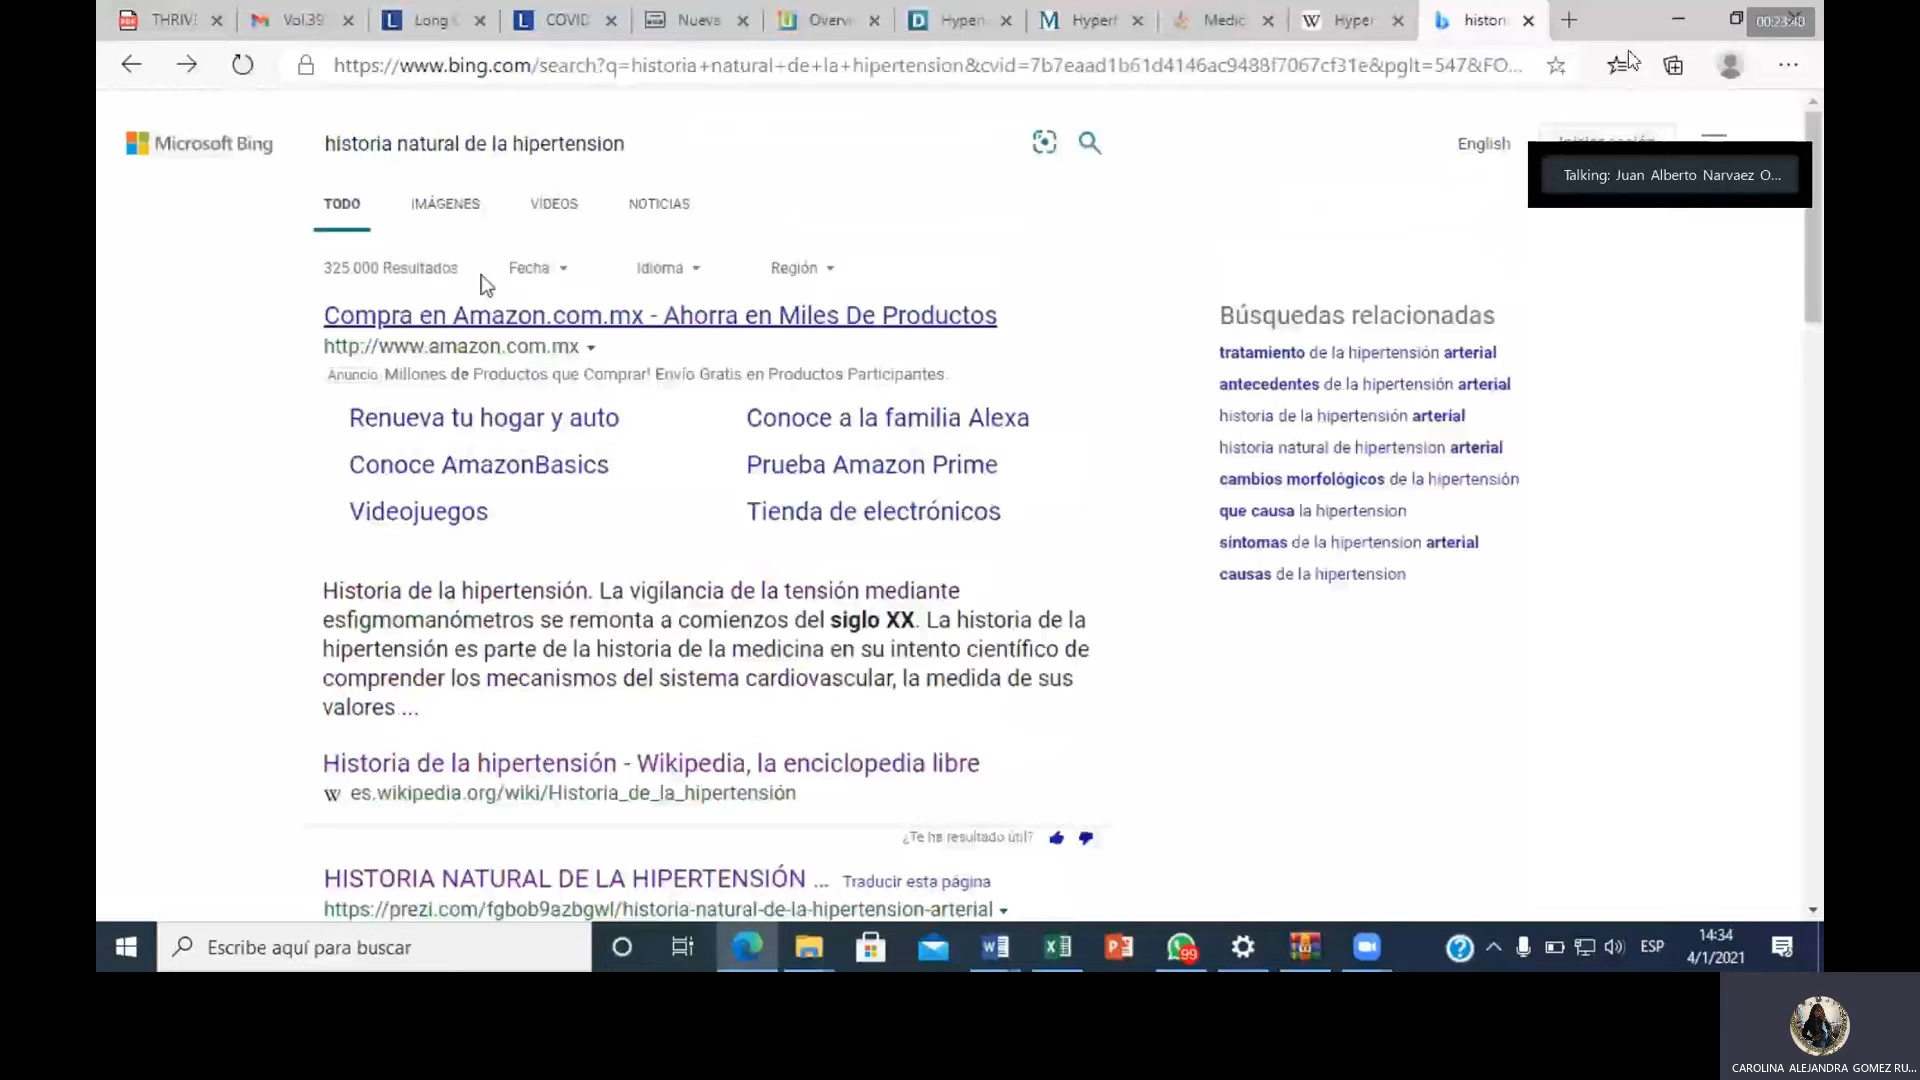 THRIVE
Vol.39
Long
COVID
Nueva
Overv
Hypen
Hypert
Medic
Hyper
histori
00:23:40
https://www.bing.com/search?q=historia+natural+de+la+hipertension&cvid=7b7eaad1b61d4146ac9488f7067cf31e&pglt=547&FO...
Microsoft Bing
historia natural de la hipertension
English
Talking: Juan Alberto Narvaez O...
TODO IMÁGENES VÍDEOS NOTICIAS
325.000 Resultados Fecha Idioma Región
Compra en Amazon.com.mx - Ahorra en Miles De Productos
http://www.amazon.com.mx
Anuncio Millones de Productos que Comprar! Envío Gratis en Productos Participantes.
Renueva tu hogar y auto
Conoce a la familia Alexa
Conoce AmazonBasics
Prueba Amazon Prime
Videojuegos
Tienda de electrónicos
Historia de la hipertensión. La vigilancia de la tensión mediante
esfigmomanómetros se remonta a comienzos del siglo XX. La historia de la
hipertensión es parte de la historia de la medicina en su intento científico de
comprender los mecanismos del sistema cardiovascular, la medida de sus
valores ...
Historia de la hipertensión - Wikipedia, la enciclopedia libre
W es.wikipedia.org/wiki/Historia_de_la_hipertensión
¿Te ha resultado útil?
HISTORIA NATURAL DE LA HIPERTENSIÓN ... Traducir esta página
https://prezi.com/fgbob9azbgwl/historia-natural-de-la-hipertension-arterial
Búsquedas relacionadas
tratamiento de la hipertensión arterial
antecedentes de la hipertensión arterial
historia de la hipertensión arterial
historia natural de hipertension arterial
cambios morfológicos de la hipertensión
que causa la hipertension
síntomas de la hipertension arterial
causas de la hipertension
Escribe aquí para buscar
99
ESP
14:34
4/1/2021
CAROLINA ALEJANDRA GOMEZ RU...